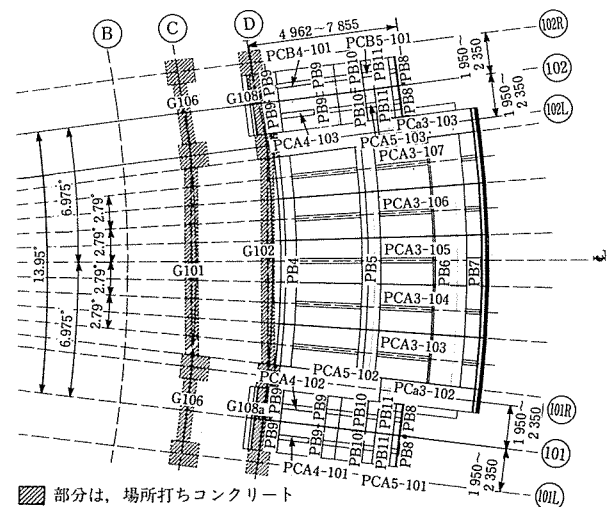 B
C
D
4 962~7 855
PCB4-101
PCB5-101
102R
102
102L
1 950~
2 350
1 950~
2 350
G106
G108
PB9
PB9
PB10
PB11
PB8
PB9
PB9
PB10
PB11
PB8
PCa3-103
PCA4-103
PCA5-103
PCA3-107
PCA3-106
PCA3-105
PCA3-104
PCA3-103
G101
G102
PB4
PB5
PB6
PB7
13.95°
6.975°
6.975°
2.79°
2.79°
2.79°
2.79°
PCA5-102
PCA4-102
PCa3-102
G106
G108a
PB9
PB9
PB10
PB11
PB8
PB9
PB9
PB10
PB11
PB8
PCA4-101
PCA5-101
101R
101
101L
1 950~
2 350
1 950~
2 350
部分は，場所打ちコンクリート